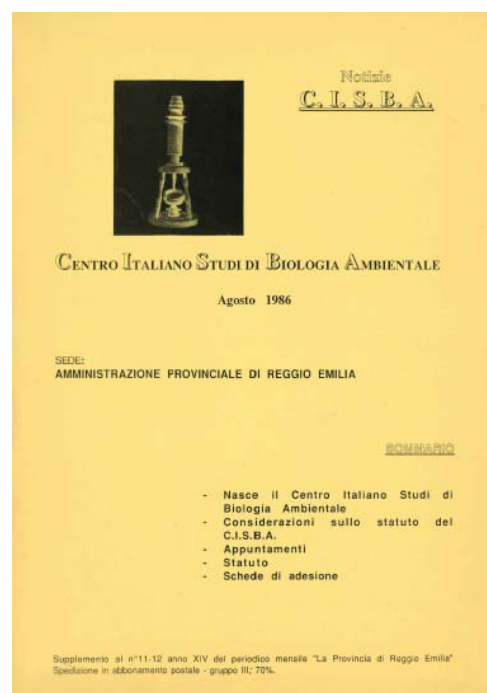 Notizie
C. I. S. B. A.
CENTRO ITALIANO STUDI DI BIOLOGIA AMBIENTALE
Agosto 1986
SEDE:
AMMINISTRAZIONE PROVINCIALE DI REGGIO EMILIA
SOMMARIO
- Nasce il Centro Italiano Studi di
Biologia Ambientale
- Considerazioni sullo statuto del
C.I.S.B.A.
- Appuntamenti
- Statuto
- Schede di adesione
Supplemento al n°11-12 anno XIV del periodico mensile "La Provincia di Reggio Emilia"
Spedizione in abbonamento postale - gruppo III; 70%.